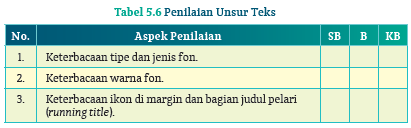 Tabel 5.6 Penilaian Unsur Teks
No. Aspek Penilaian SB B KB
1. Keterbacaan tipe dan jenis fon.
2. Keterbacaan warna fon.
3. Keterbacaan ikon di margin dan bagian judul pelari
(running title).